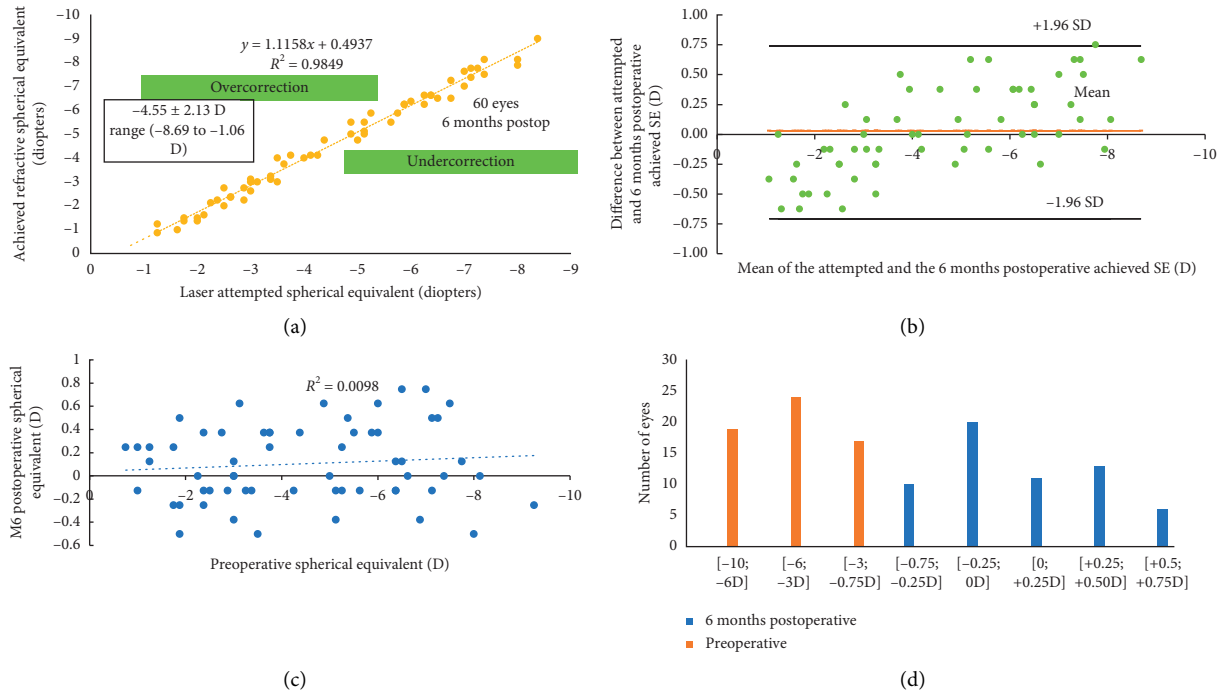 –10
–9
–8
–7
–6
–5
–4
–3
–2
–1
0
Achieved refractive spherical equivalent
(diopters)
y = 1.1158x + 0.4937
R² = 0.9849
Overcorrection
–4.55 ± 2.13 D
range (–8.69 to –1.06
D)
60 eyes
6 months postop
Undercorrection
0 –1 –2 –3 –4 –5 –6 –7 –8 –9
Laser attempted spherical equivalent (diopters)
(a)
1.00
0.75
0.50
0.25
0.00
–0.25
–0.50
–0.75
–1.00
Difference between attempted
and 6 months postoperative
achieved SE (D)
+1.96 SD
Mean
–2 –4 –6 –8
–1.96 SD
Mean of the attempted and the 6 months postoperative achieved SE (D)
(b)
1
0.8
0.6
0.4
0.2
0
–0.2
–0.4
–0.6
M6 postoperative spherical
equivalent (D)
R² = 0.0098
0 –2 –4 –6 –8 –10
Preoperative spherical equivalent (D)
(c)
30
25
20
15
10
5
0
Number of eyes
[–10; [–6; [–3; [–0.75; [–0.25; [0; [+0.25; [+0.5;
–6D] –3D] –0.75D] –0.25D] 0D] +0.25D] +0.50D] +0.75D]
6 months postoperative
Preoperative
(d)